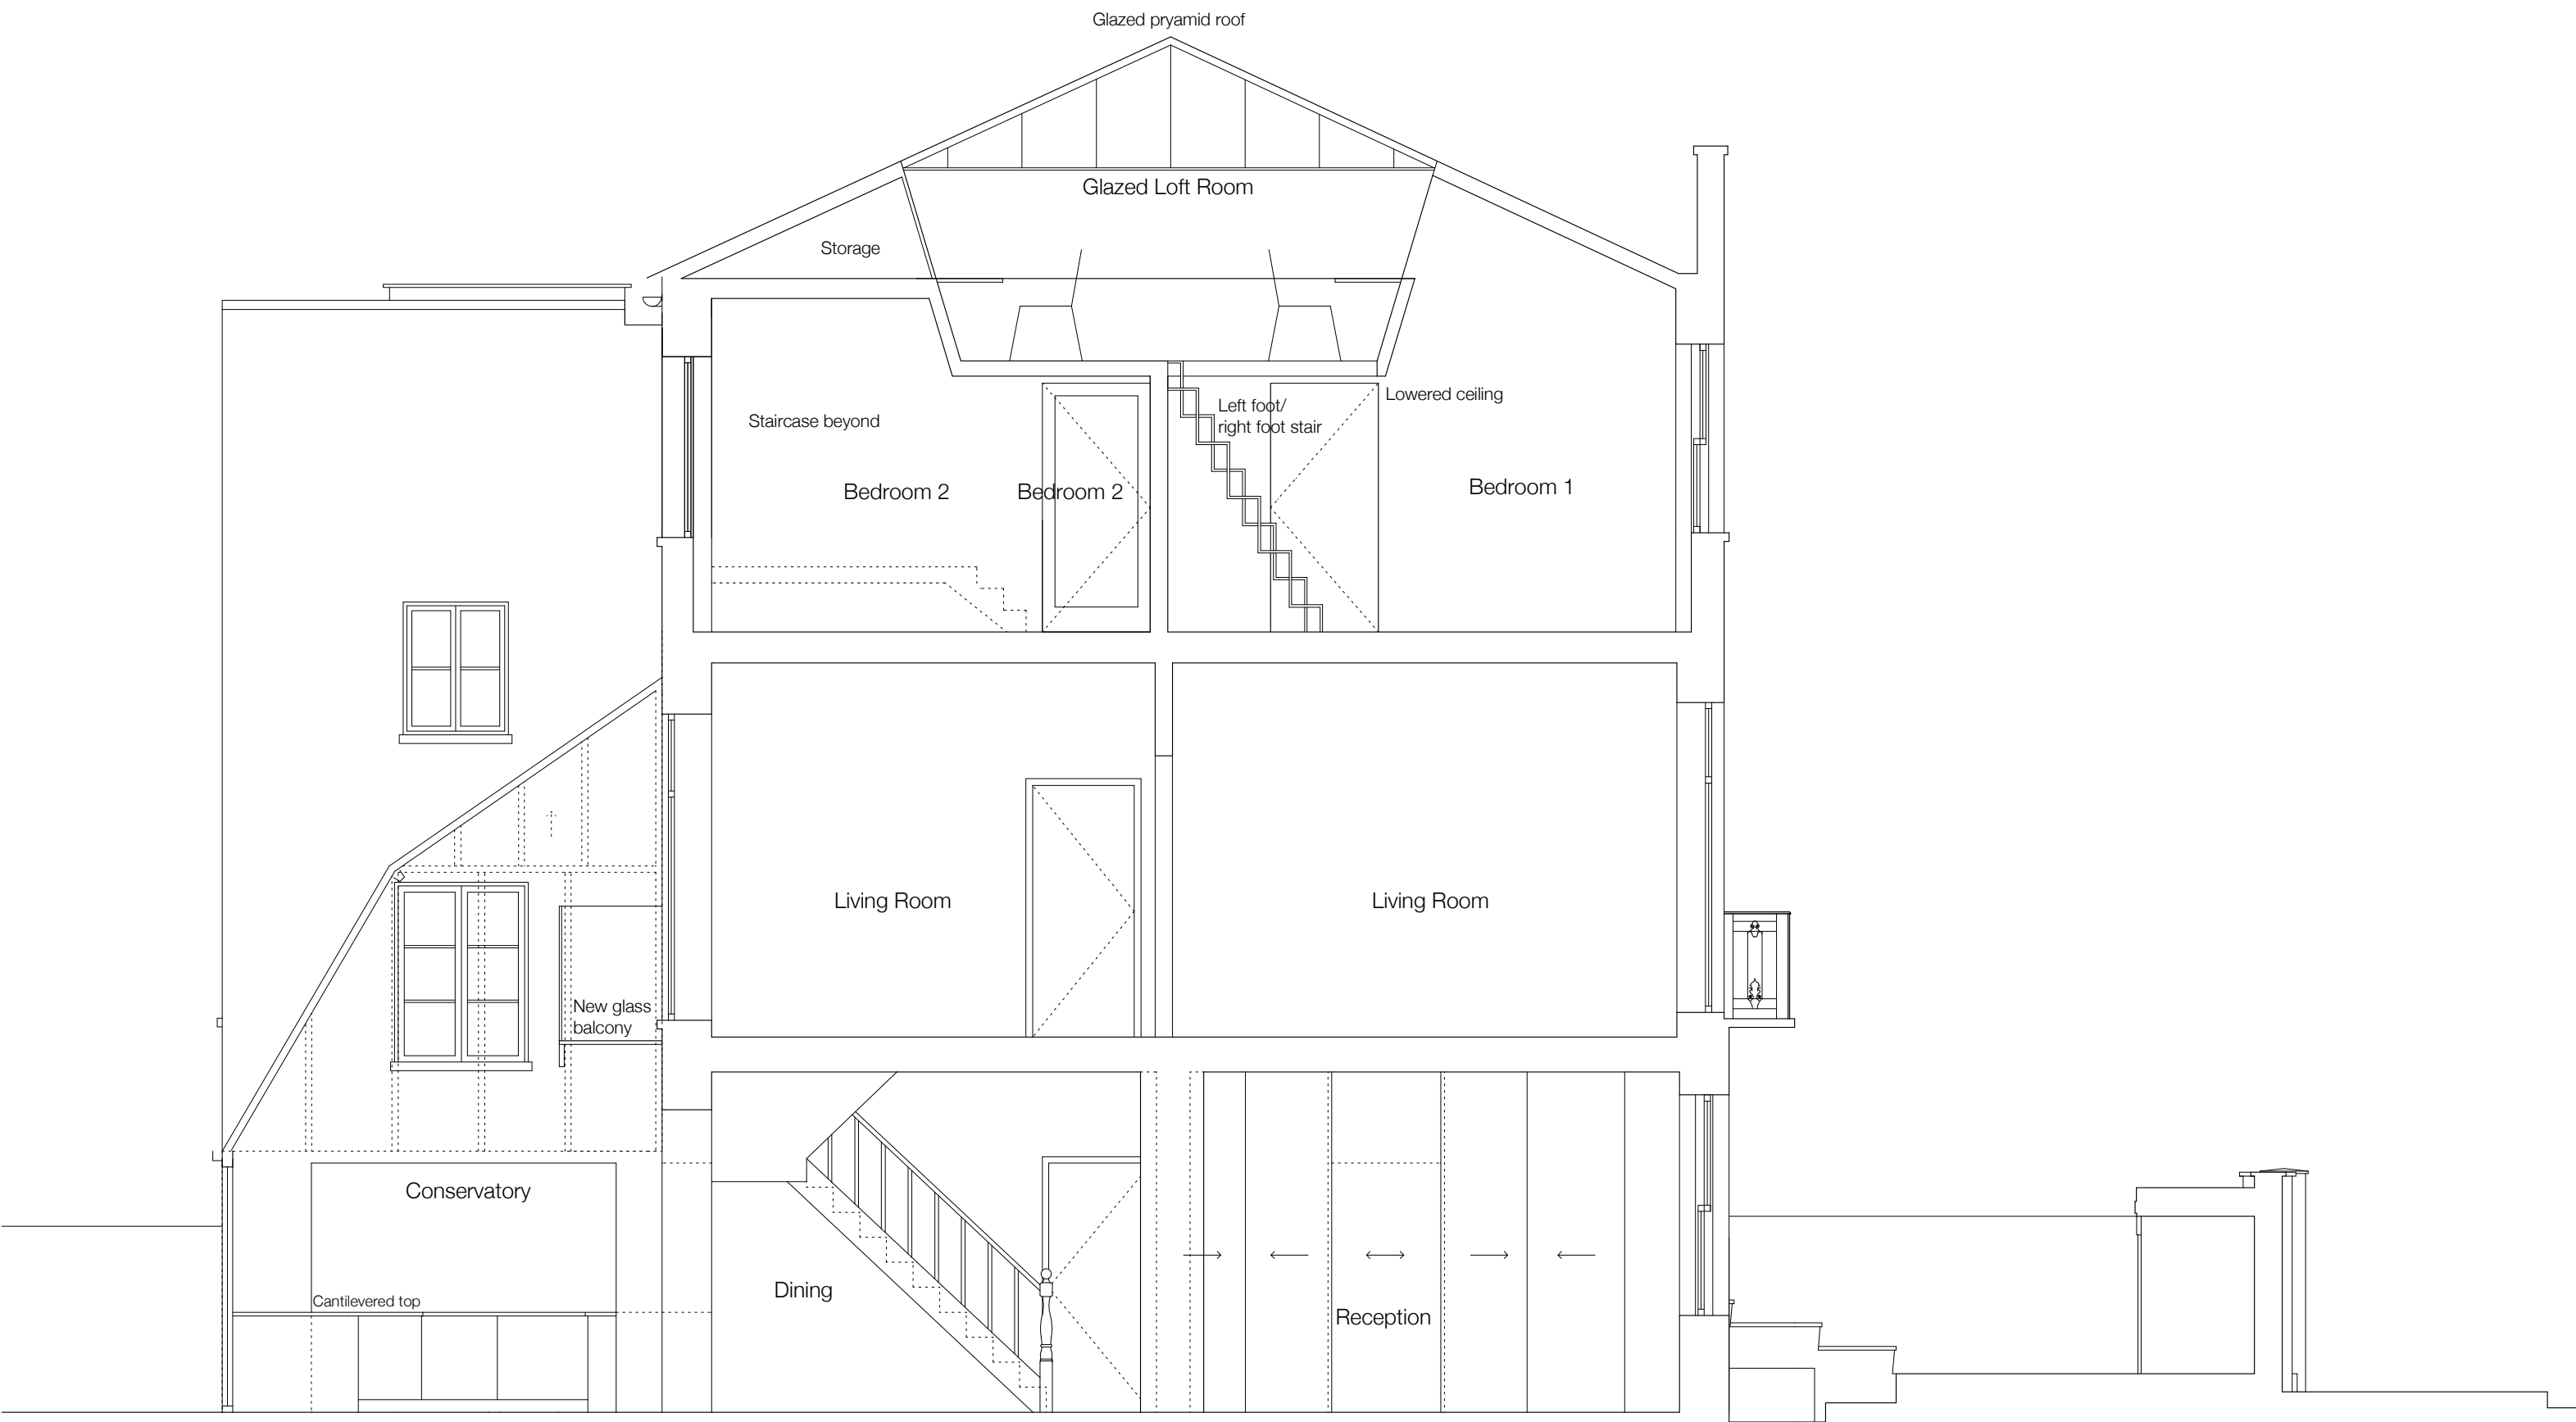 Glazed pryamid roof
Glazed Loft Room
Storage
Lowered ceiling
Left foot/
right foot stair
Staircase beyond
Bedroom 2
Bedroom 2
Bedroom 1
Living Room
Living Room
New glass
balcony
Conservatory
Dining
Cantilevered top
Reception